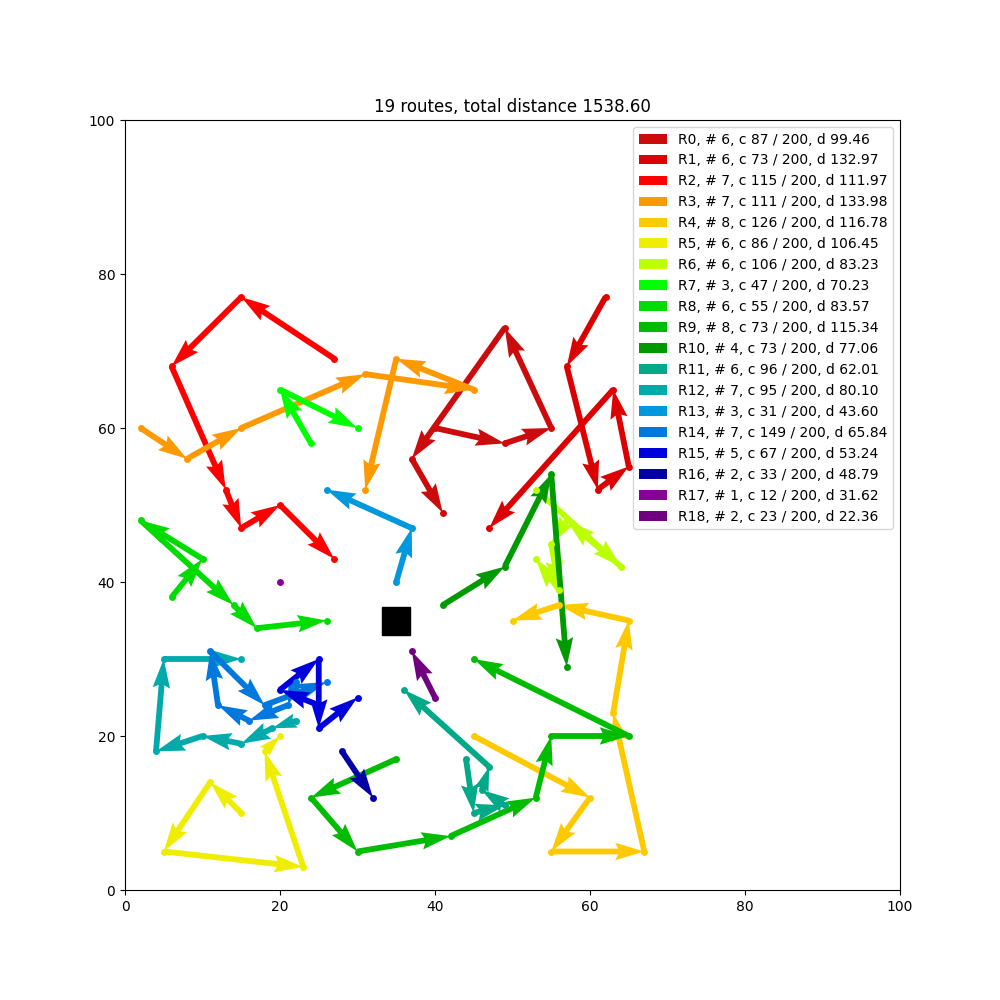 19 routes, total distance 1538.60
R0, # 6, c 87 / 200, d 99.46
R1, # 6, c 73 / 200, d 132.97
R2, # 7, c 115 / 200, d 111.97
R3, # 7, c 111 / 200, d 133.98
R4, # 8, c 126 / 200, d 116.78
R5, # 6, c 86 / 200, d 106.45
R6, # 6, c 106 / 200, d 83.23
R7, # 3, c 47 / 200, d 70.23
R8, # 6, c 55 / 200, d 83.57
R9, # 8, c 73 / 200, d 115.34
R10, # 4, c 73 / 200, d 77.06
R11, # 6, c 96 / 200, d 62.01
R12, # 7, c 95 / 200, d 80.10
R13, # 3, c 31 / 200, d 43.60
R14, # 7, c 149 / 200, d 65.84
R15, # 5, c 67 / 200, d 53.24
R16, # 2, c 33 / 200, d 48.79
R17, # 1, c 12 / 200, d 31.62
R18, # 2, c 23 / 200, d 22.36
100
80
60
40
20
0
0 20 40 60 80 100